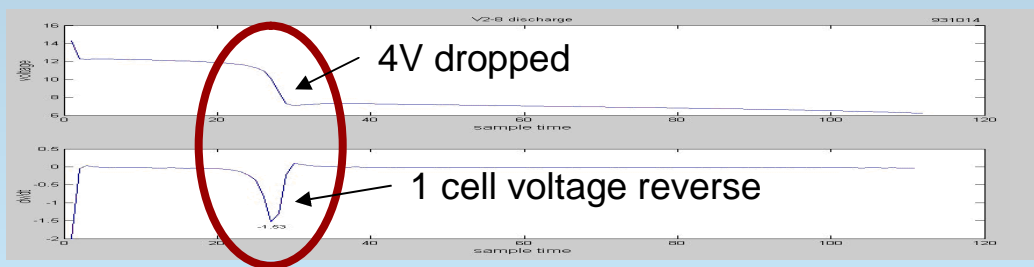 V2-8 discharge 931014
16
14
12
10
8
6
voltage
0 20 40 60 80 100 120
sample time
4V dropped
0.5
0
-0.5
-1
-1.5
-2
dv/dt
-1.53
0 20 40 60 80 100 120
sample time
1 cell voltage reverse